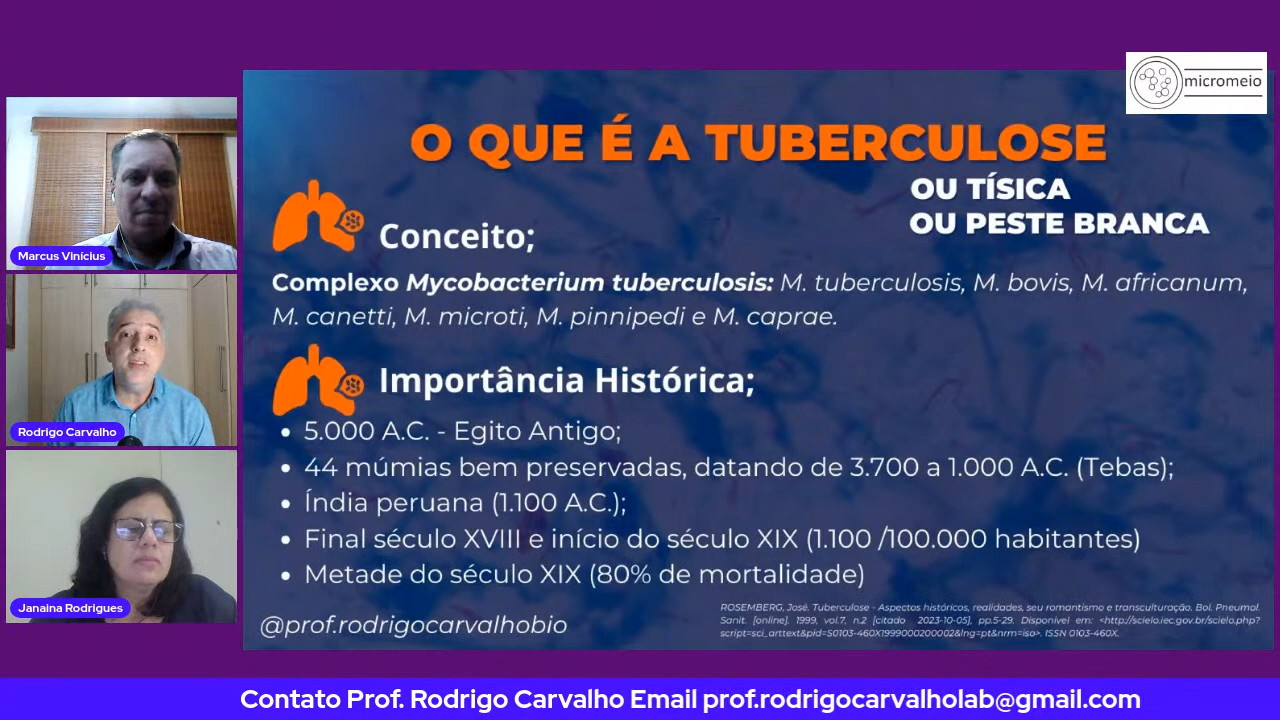 micromeio
O QUE É A TUBERCULOSE
OU TÍSICA
OU PESTE BRANCA
Conceito;
Complexo Mycobacterium tuberculosis: M. tuberculosis, M. bovis, M. africanum,
M. canetti, M. microti, M. pinnipedi e M. caprae.
Importância Histórica;
• 5.000 A.C. - Egito Antigo;
• 44 múmias bem preservadas, datando de 3.700 a 1.000 A.C. (Tebas);
• Índia peruana (1.100 A.C.);
• Final século XVIII e início do século XIX (1.100 /100.000 habitantes)
• Metade do século XIX (80% de mortalidade)
ROSEMBERG, José. Tuberculose - Aspectos históricos, realidades, seu romantismo e transculturação. Bol. Pneumol.
Sanit. [online]. 1999, vol.7, n.2 [citado 2023-10-05], pp.5-29. Disponível em: <http://scielo.iec.gov.br/scielo.php?
script=sci_arttext&pid=S0103-460X1999000200002&lng=pt&nrm=iso>. ISSN 0103-460X.
@prof.rodrigocarvalhobio
Marcus Vinícius
Rodrigo Carvalho
Janaina Rodrigues
Contato Prof. Rodrigo Carvalho Email prof.rodrigocarvalholab@gmail.com